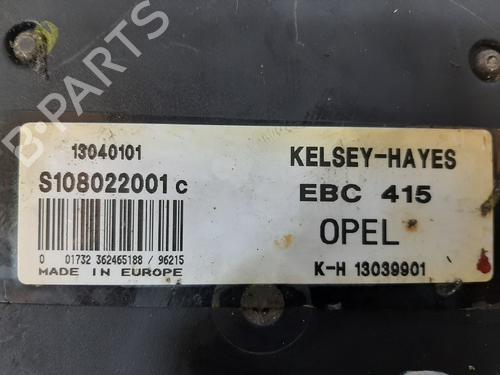 B-PARTS
13040101
S108022001 C
0 01732 362465188 / 96215
MADE IN EUROPE
KELSEY-HAYES
EBC 415
OPEL
K-H 13039901